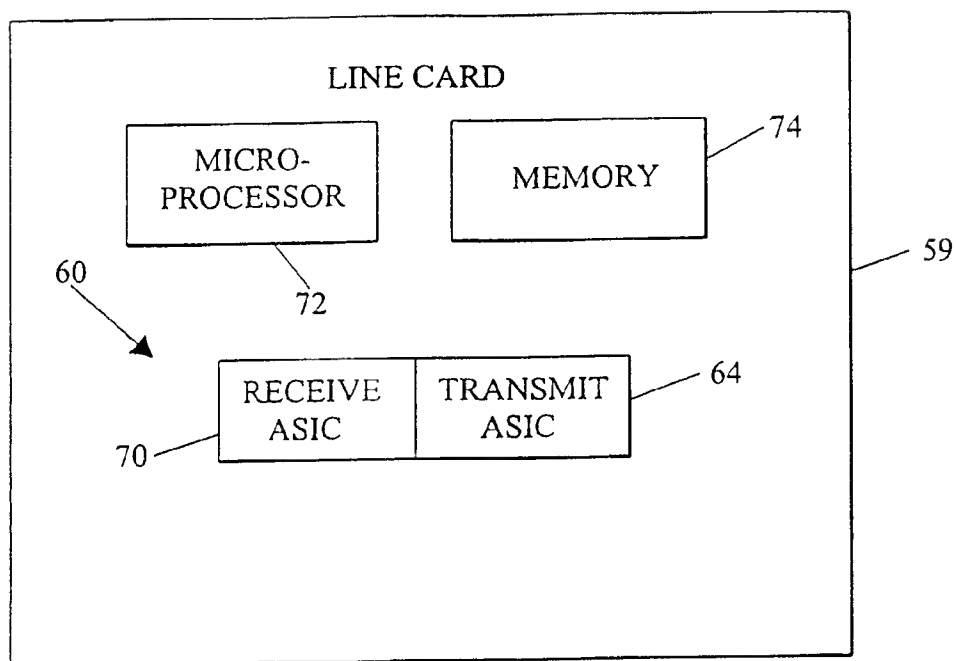 LINE CARD
MICRO-
PROCESSOR
MEMORY
74
59
60
72
RECEIVE
ASIC
TRANSMIT
ASIC
64
70